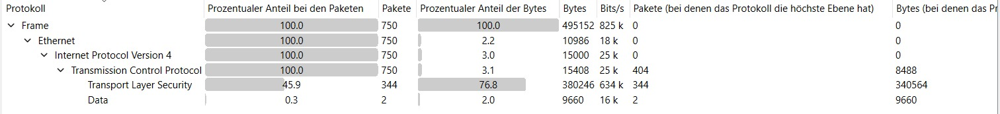 Protokoll Prozentualer Anteil bei den Paketen Pakete Prozentualer Anteil der Bytes Bytes Bits/s Pakete (bei denen das Protokoll die höchste Ebene hat) Bytes (bei denen das Pr
Frame 100.0 750 100.0 495152 825 k 0 0
Ethernet 100.0 750 2.2 10986 18 k 0 0
Internet Protocol Version 4 100.0 750 3.0 15000 25 k 0 0
Transmission Control Protocol 100.0 750 3.1 15408 25 k 404 8488
Transport Layer Security 45.9 344 76.8 380246 634 k 344 340564
Data 0.3 2 2.0 9660 16 k 2 9660